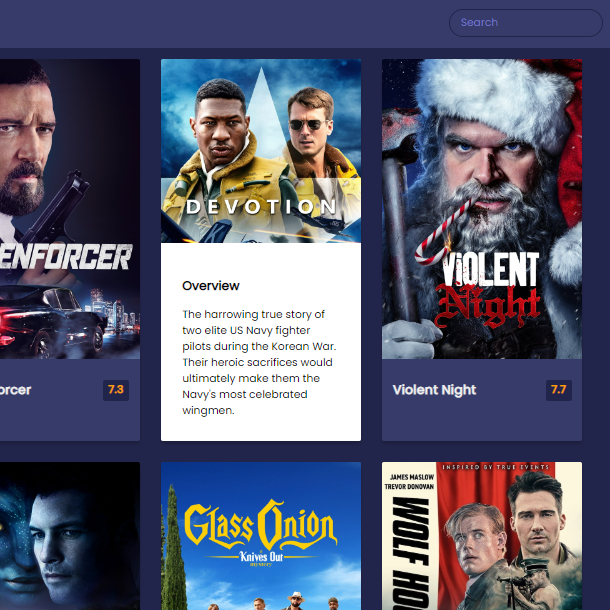 Search
ENFORCER
DEVOTION
VIOLENT
Night
Overview
The harrowing true story of
two elite US Navy fighter
pilots during the Korean War.
Their heroic sacrifices would
ultimately make them the
Navy's most celebrated
wingmen.
orcer
7.3
Violent Night
7.7
Glass Onion
A
Knives Out
mystery
INSPIRED BY TRUE EVENTS
JAMES MASLOW
TREVOR DONOVAN
WOLF HO